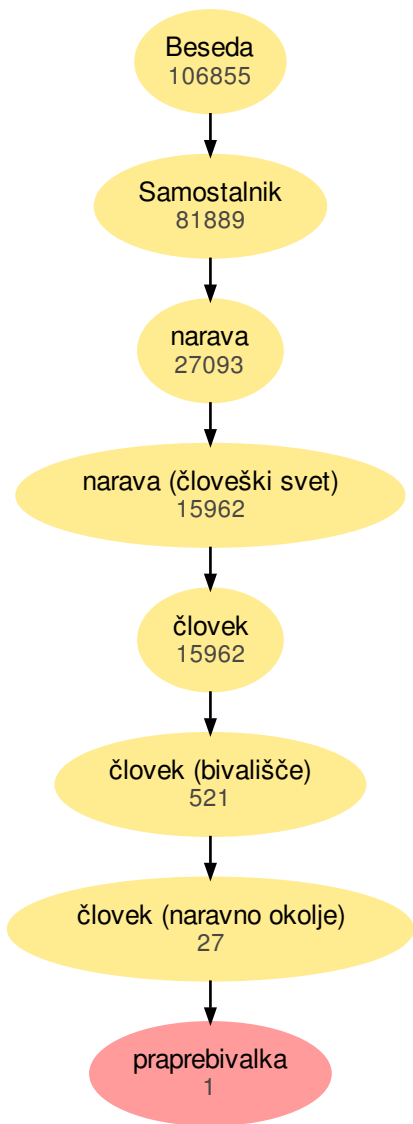 Beseda
106855
Samostalnik
81889
narava
27093
narava (človeški svet)
15962
človek
15962
človek (bivališče)
521
človek (naravno okolje)
27
praprebivalka
1